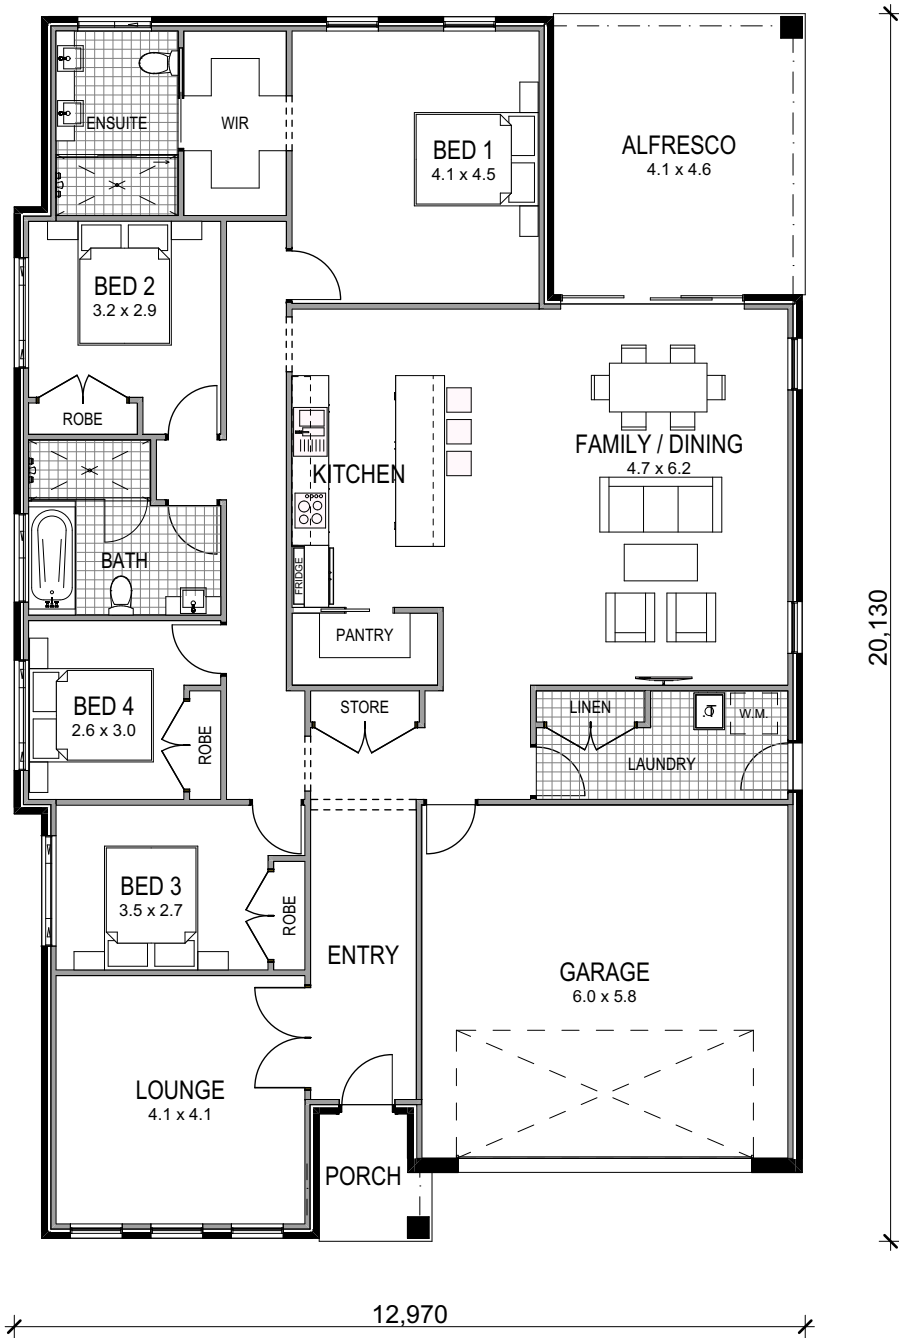 ENSUITE
WIR
BED 1
4.1 x 4.5
ALFRESCO
4.1 x 4.6
BED 2
3.2 x 2.9
ROBE
KITCHEN
FAMILY / DINING
4.7 x 6.2
BATH
FRIDGE
PANTRY
20,130
BED 4
2.6 x 3.0
ROBE
STORE
LINEN
W.M.
LAUNDRY
BED 3
3.5 x 2.7
ROBE
ENTRY
GARAGE
6.0 x 5.8
LOUNGE
4.1 x 4.1
PORCH
12,970